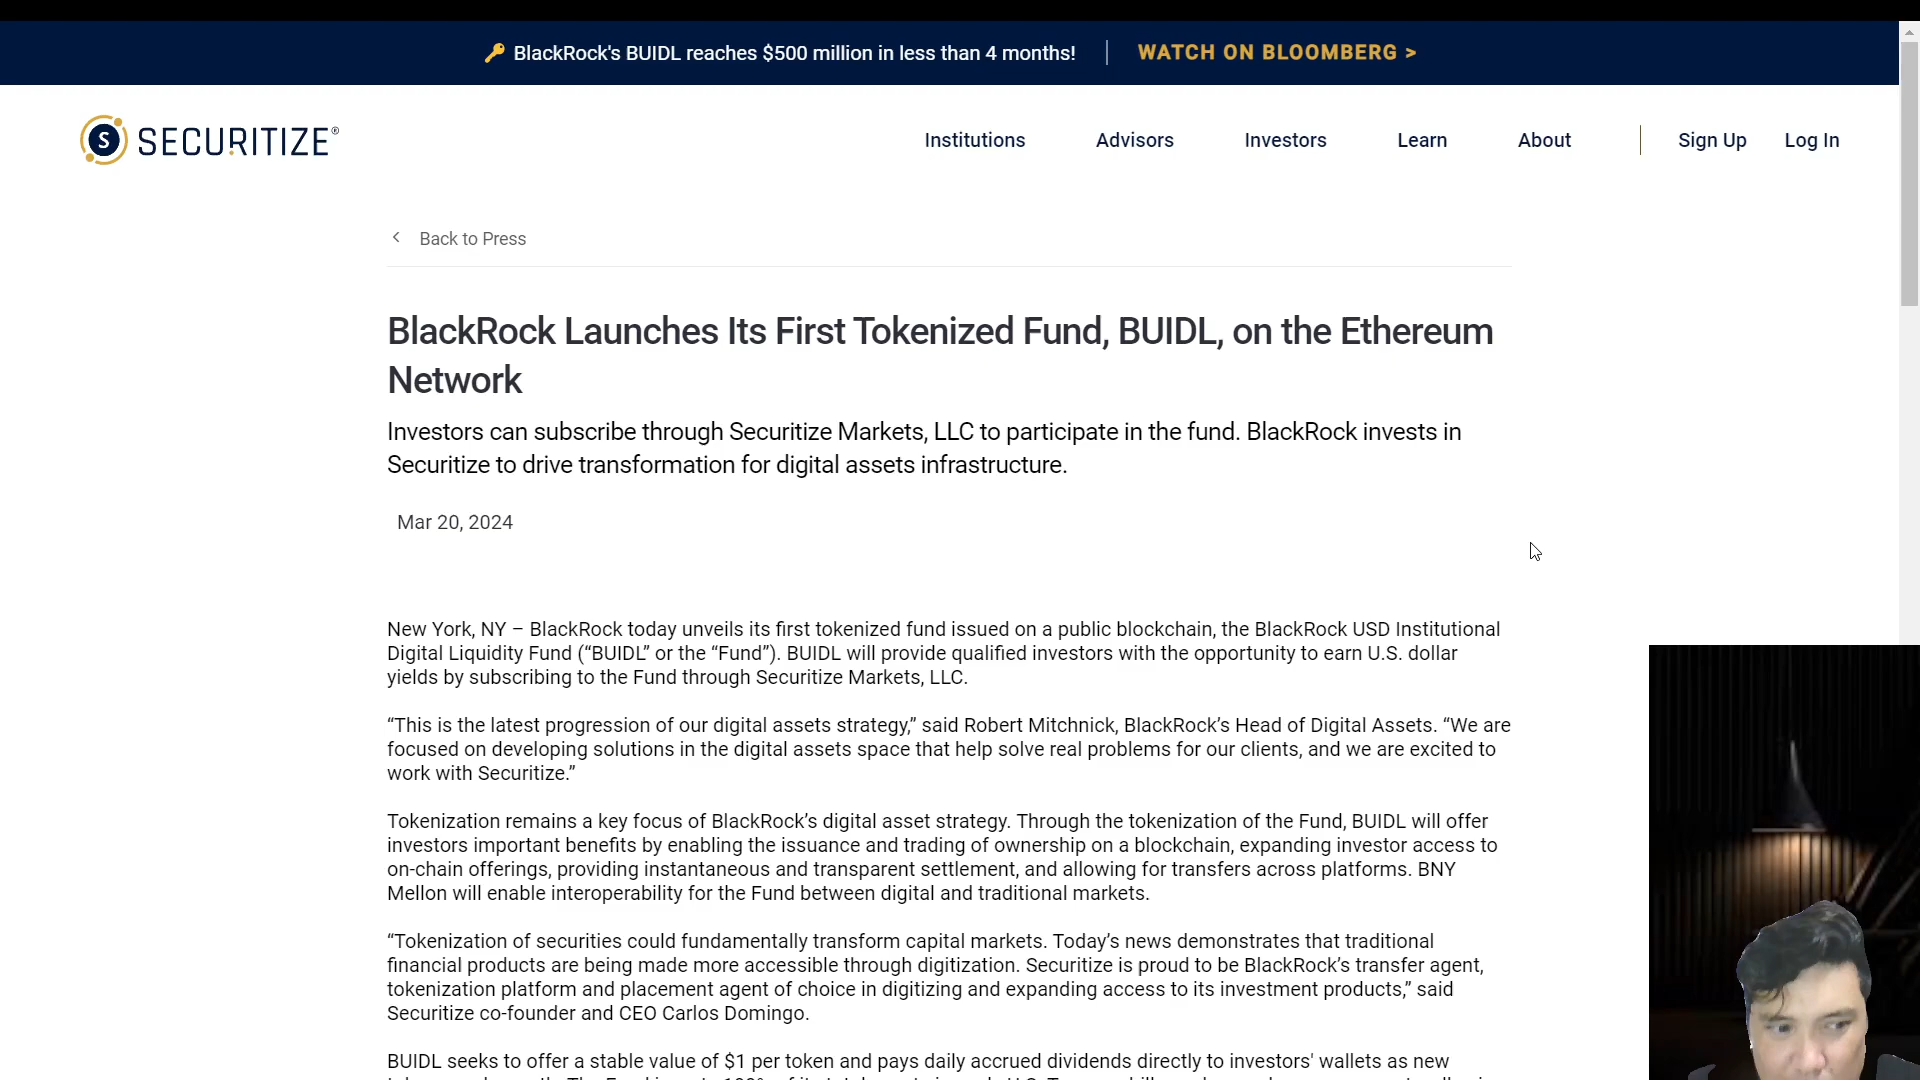 BlackRock's BUIDL reaches $500 million in less than 4 months!
WATCH ON BLOOMBERG >
S SECURITIZE®
Institutions
Advisors
Investors
Learn
About
Sign Up
Log In
Back to Press
BlackRock Launches Its First Tokenized Fund, BUIDL, on the Ethereum
Network
Investors can subscribe through Securitize Markets, LLC to participate in the fund. BlackRock invests in
Securitize to drive transformation for digital assets infrastructure.
Mar 20, 2024
New York, NY – BlackRock today unveils its first tokenized fund issued on a public blockchain, the BlackRock USD Institutional
Digital Liquidity Fund (“BUIDL” or the “Fund”). BUIDL will provide qualified investors with the opportunity to earn U.S. dollar
yields by subscribing to the Fund through Securitize Markets, LLC.
“This is the latest progression of our digital assets strategy,” said Robert Mitchnick, BlackRock’s Head of Digital Assets. “We are
focused on developing solutions in the digital assets space that help solve real problems for our clients, and we are excited to
work with Securitize.”
Tokenization remains a key focus of BlackRock’s digital asset strategy. Through the tokenization of the Fund, BUIDL will offer
investors important benefits by enabling the issuance and trading of ownership on a blockchain, expanding investor access to
on-chain offerings, providing instantaneous and transparent settlement, and allowing for transfers across platforms. BNY
Mellon will enable interoperability for the Fund between digital and traditional markets.
“Tokenization of securities could fundamentally transform capital markets. Today’s news demonstrates that traditional
financial products are being made more accessible through digitization. Securitize is proud to be BlackRock’s transfer agent,
tokenization platform and placement agent of choice in digitizing and expanding access to its investment products,” said
Securitize co-founder and CEO Carlos Domingo.
BUIDL seeks to offer a stable value of $1 per token and pays daily accrued dividends directly to investors' wallets as new